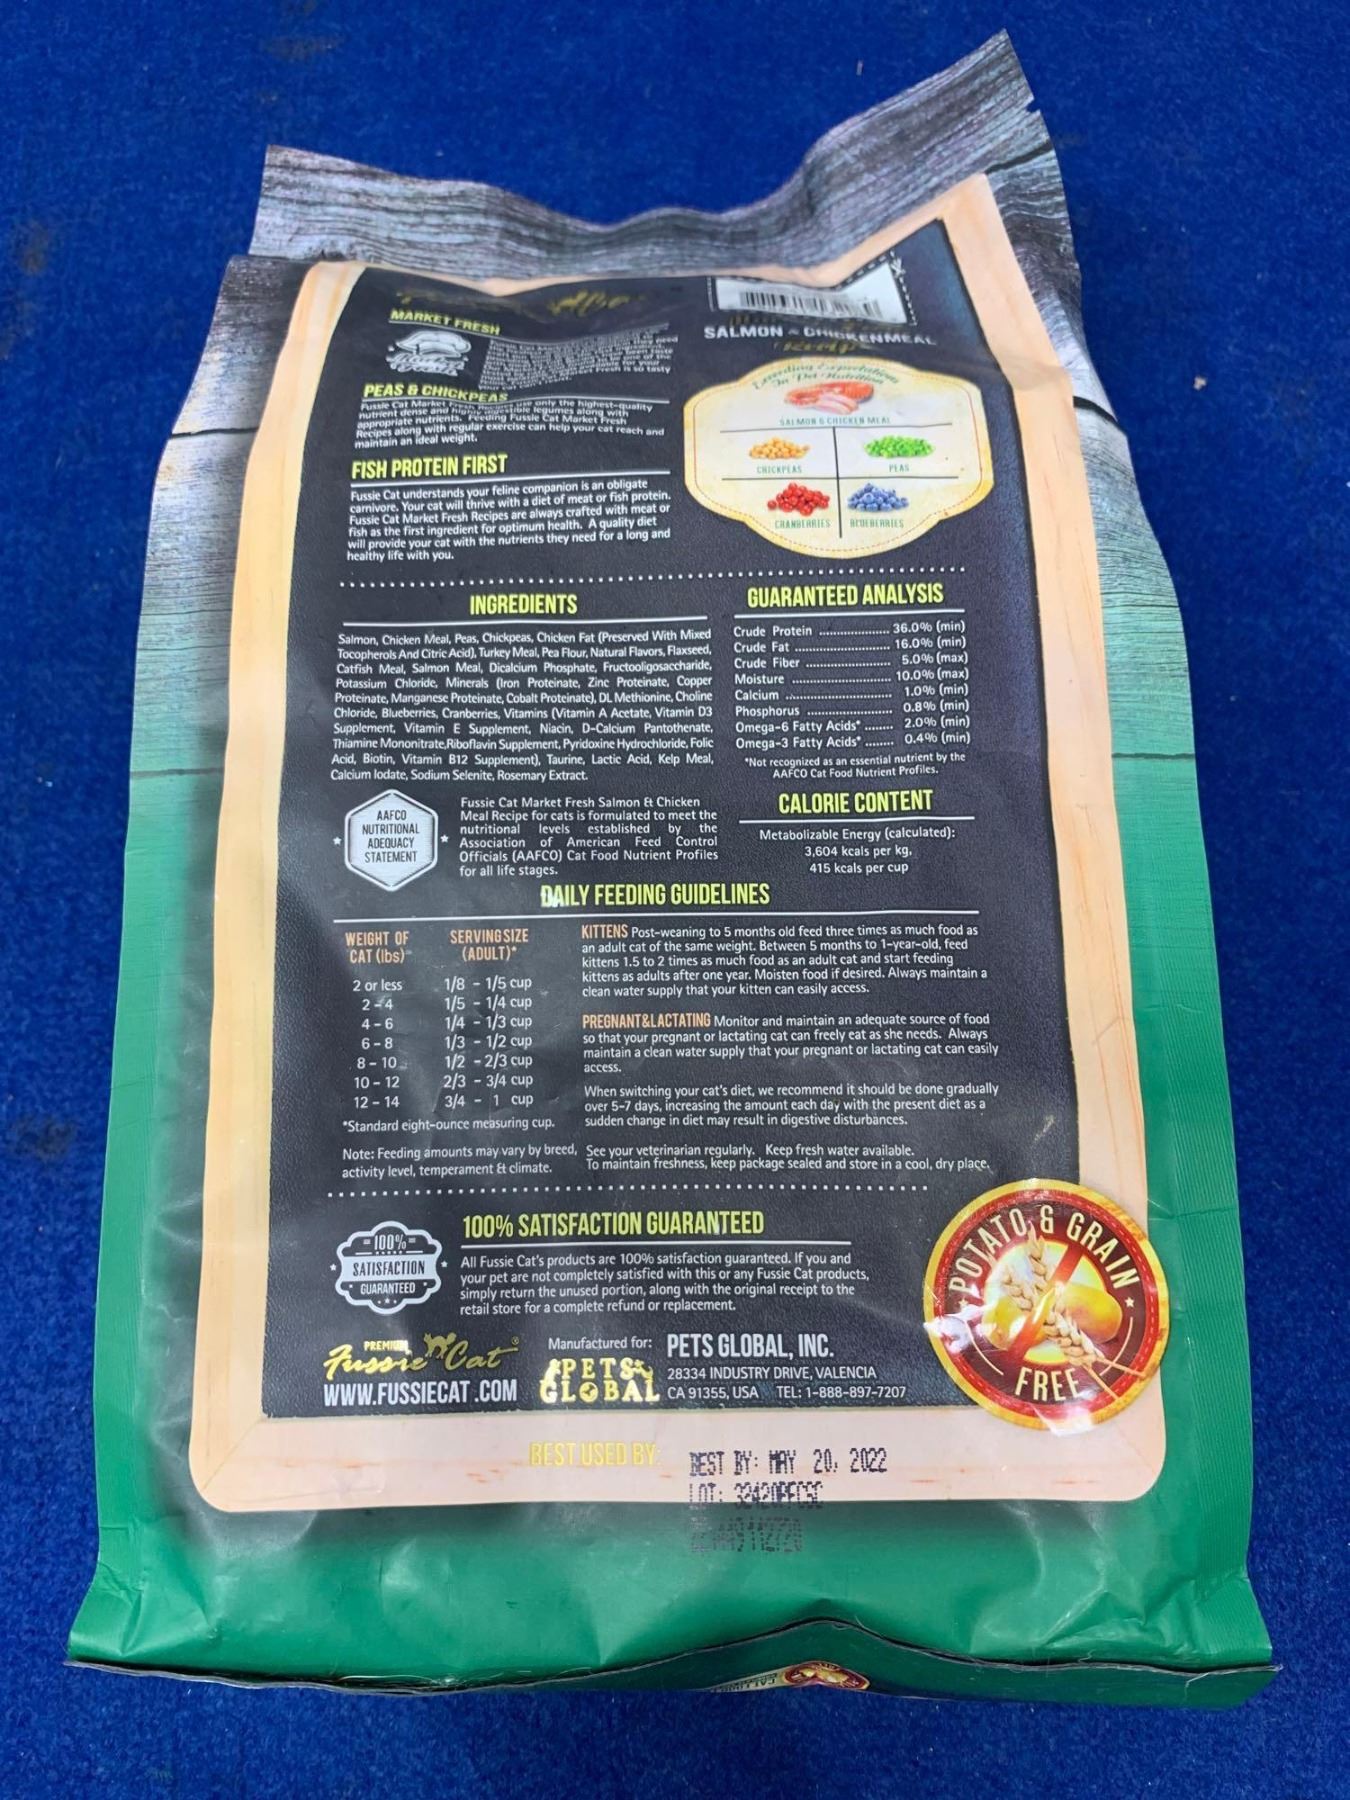 MARKET FRESH
PEAS & CHICKPEAS
Fussie Cat Market Fresh Recipes use only the highest-quality
nutrient dense and highly digestible legumes along with
appropriate nutrients. Feeding Fussie Cat Market Fresh
Recipes along with regular exercise can help your cat reach and
maintain an ideal weight.
FISH PROTEIN FIRST
Fussie Cat understands your feline companion is an obligate
carnivore. Your cat will thrive with a diet of meat or fish protein.
Fussie Cat Market Fresh Recipes are always crafted with meat or
fish as the first ingredient for optimum health. A quality diet
will provide your cat with the nutrients they need for a long and
healthy life with you.
SALMON & CHICKEN MEAL
Recipe
Exceeding Expectations
In Pet Nutrition
SALMON & CHICKEN MEAL
CHICKPEAS
PEAS
CRANBERRIES
BLUEBERRIES
INGREDIENTS
Salmon, Chicken Meal, Peas, Chickpeas, Chicken Fat (Preserved With Mixed
Tocopherols And Citric Acid), Turkey Meal, Pea Flour, Natural Flavors, Flaxseed,
Catfish Meal, Salmon Meal, Dicalcium Phosphate, Fructooligosaccharide,
Potassium Chloride, Minerals (Iron Proteinate, Zinc Proteinate, Copper
Proteinate, Manganese Proteinate, Cobalt Proteinate), DL Methionine, Choline
Chloride, Blueberries, Cranberries, Vitamins (Vitamin A Acetate, Vitamin D3
Supplement, Vitamin E Supplement, Niacin, D-Calcium Pantothenate,
Thiamine Mononitrate,Riboflavin Supplement, Pyridoxine Hydrochloride, Folic
Acid, Biotin, Vitamin B12 Supplement), Taurine, Lactic Acid, Kelp Meal,
Calcium Iodate, Sodium Selenite, Rosemary Extract.
GUARANTEED ANALYSIS
Crude Protein .................. 36.0% (min)
Crude Fat ........................ 16.0% (min)
Crude Fiber ..................... 5.0% (max)
Moisture ......................... 10.0% (max)
Calcium .......................... 1.0% (min)
Phosphorus ..................... 0.8% (min)
Omega-6 Fatty Acids* ....... 2.0% (min)
Omega-3 Fatty Acids* ....... 0.4% (min)
*Not recognized as an essential nutrient by the
AAFCO Cat Food Nutrient Profiles.
AAFCO
NUTRITIONAL
ADEQUACY
STATEMENT
Fussie Cat Market Fresh Salmon & Chicken
Meal Recipe for cats is formulated to meet the
nutritional levels established by the
Association of American Feed Control
Officials (AAFCO) Cat Food Nutrient Profiles
for all life stages.
CALORIE CONTENT
Metabolizable Energy (calculated):
3,604 kcals per kg,
415 kcals per cup
DAILY FEEDING GUIDELINES
WEIGHT OF CAT (lbs) SERVING SIZE (ADULT)*
2 or less 1/8 - 1/5 cup
2 - 4 1/5 - 1/4 cup
4 - 6 1/4 - 1/3 cup
6 - 8 1/3 - 1/2 cup
8 - 10 1/2 - 2/3 cup
10 - 12 2/3 - 3/4 cup
12 - 14 3/4 - 1 cup
*Standard eight-ounce measuring cup.
Note: Feeding amounts may vary by breed,
activity level, temperament & climate.
KITTENS Post-weaning to 5 months old feed three times as much food as
an adult cat of the same weight. Between 5 months to 1-year-old, feed
kittens 1.5 to 2 times as much food as an adult cat and start feeding
kittens as adults after one year. Moisten food if desired. Always maintain a
clean water supply that your kitten can easily access.
PREGNANT&LACTATING Monitor and maintain an adequate source of food
so that your pregnant or lactating cat can freely eat as she needs. Always
maintain a clean water supply that your pregnant or lactating cat can easily
access.
When switching your cat's diet, we recommend it should be done gradually
over 5-7 days, increasing the amount each day with the present diet as a
sudden change in diet may result in digestive disturbances.
See your veterinarian regularly. Keep fresh water available.
To maintain freshness, keep package sealed and store in a cool, dry place.
100%
SATISFACTION
GUARANTEED
100% SATISFACTION GUARANTEED
All Fussie Cat's products are 100% satisfaction guaranteed. If you and
your pet are not completely satisfied with this or any Fussie Cat products,
simply return the unused portion, along with the original receipt to the
retail store for a complete refund or replacement.
POTATO & GRAIN
FREE
PREMIUM
Fussie Cat®
WWW.FUSSIECAT.COM
Manufactured for:
PETS GLOBAL
PETS GLOBAL, INC.
28334 INDUSTRY DRIVE, VALENCIA
CA 91355, USA TEL: 1-888-897-7207
BEST USED BY:
BEST BY: MAY 20, 2022
LOT: